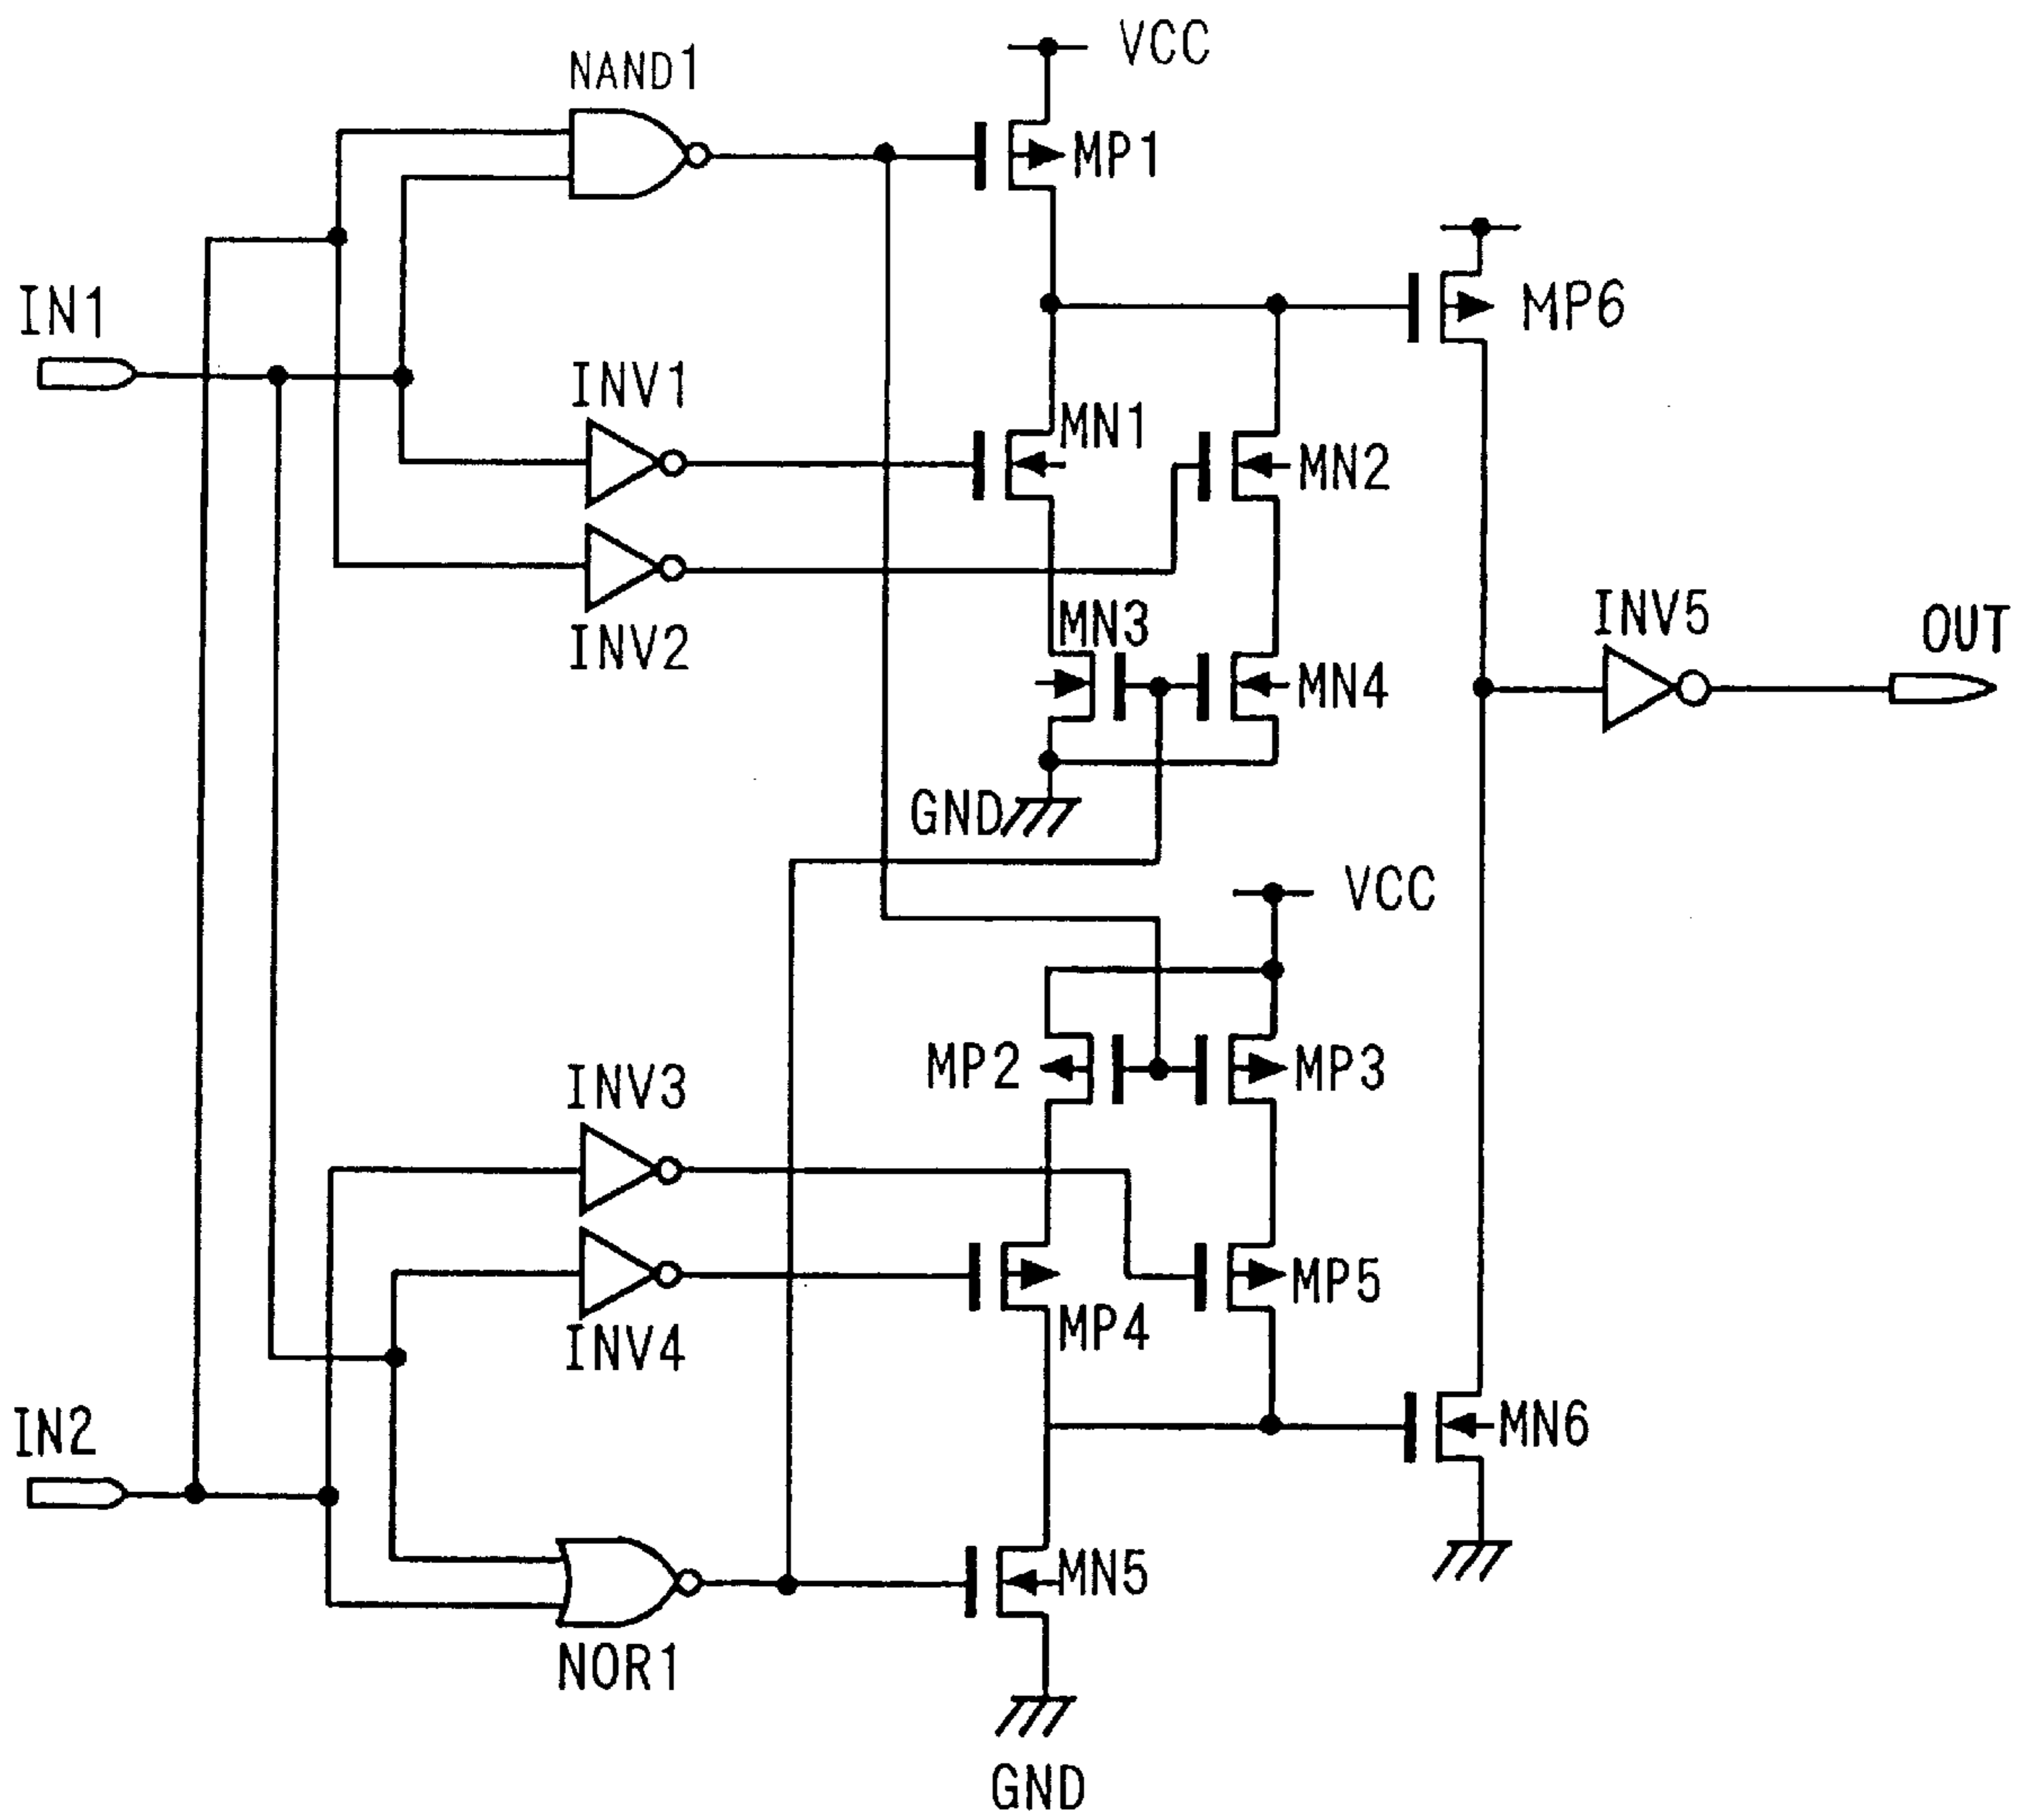 VCC
NAND1
MP1
IN1
MP6
INV1
MN1
MN2
INV2
MN3
MN4
INV5
OUT
GND
VCC
MP2
MP3
INV3
INV4
MP4
MP5
IN2
MN6
NOR1
MN5
GND